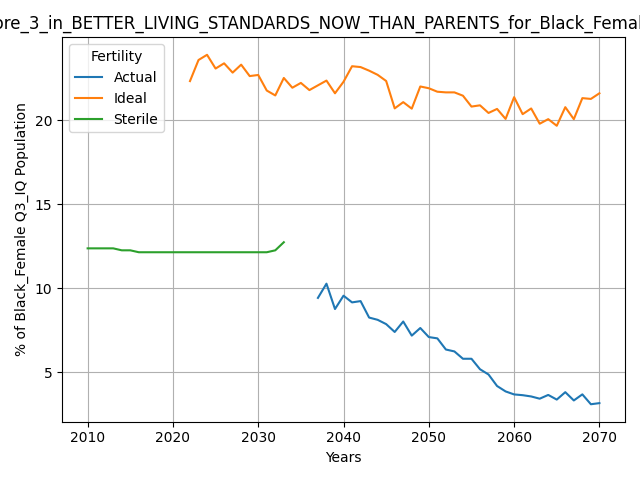 ore_3_in_BETTER_LIVING_STANDARDS_NOW_THAN_PARENTS_for_Black_Femal
Fertility
Actual
Ideal
Sterile
% of Black_Female Q3_IQ Population
20
15
10
5
2010 2020 2030 2040 2050 2060 2070
Years